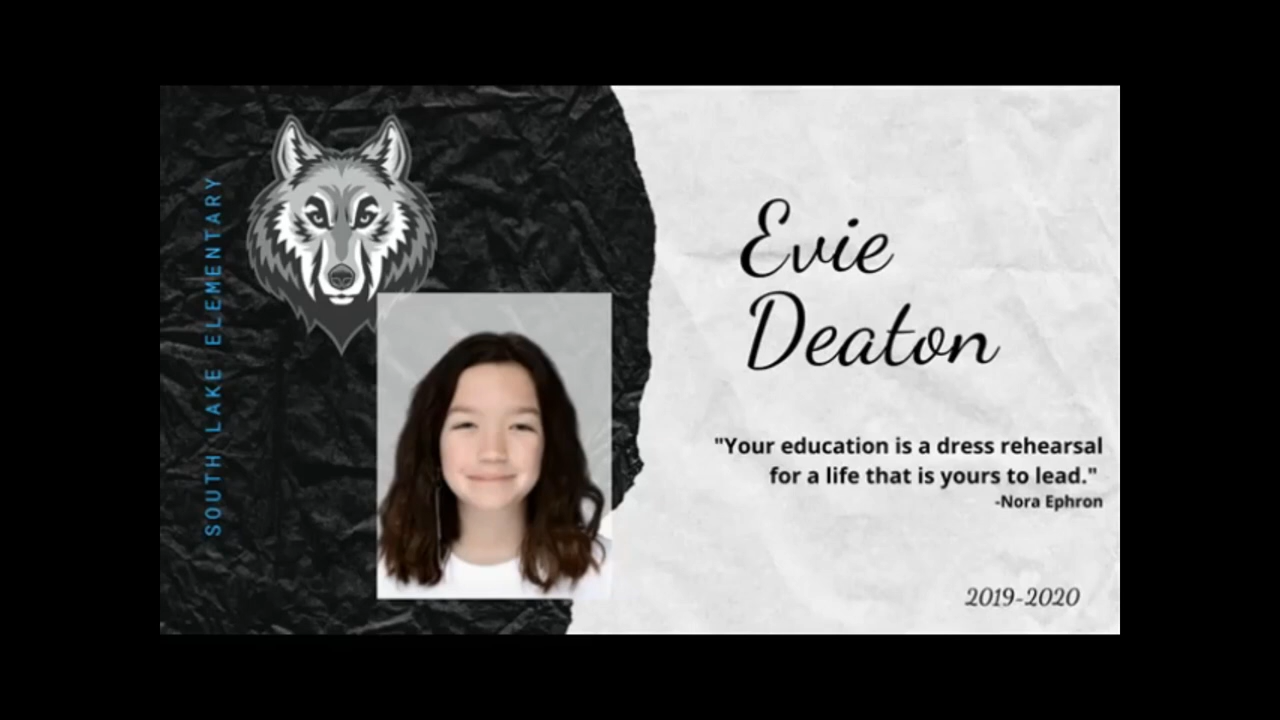 SOUTH LAKE ELEMENTARY
Evie
Deaton
"Your education is a dress rehearsal
for a life that is yours to lead."
-Nora Ephron
2019-2020